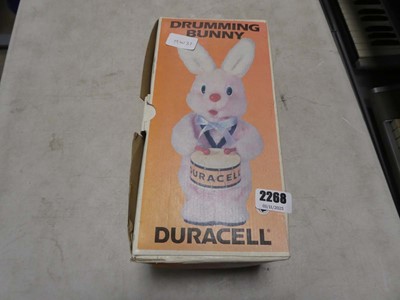 DRUMMING
BUNNY
DURACELL
2268
DURACELL®